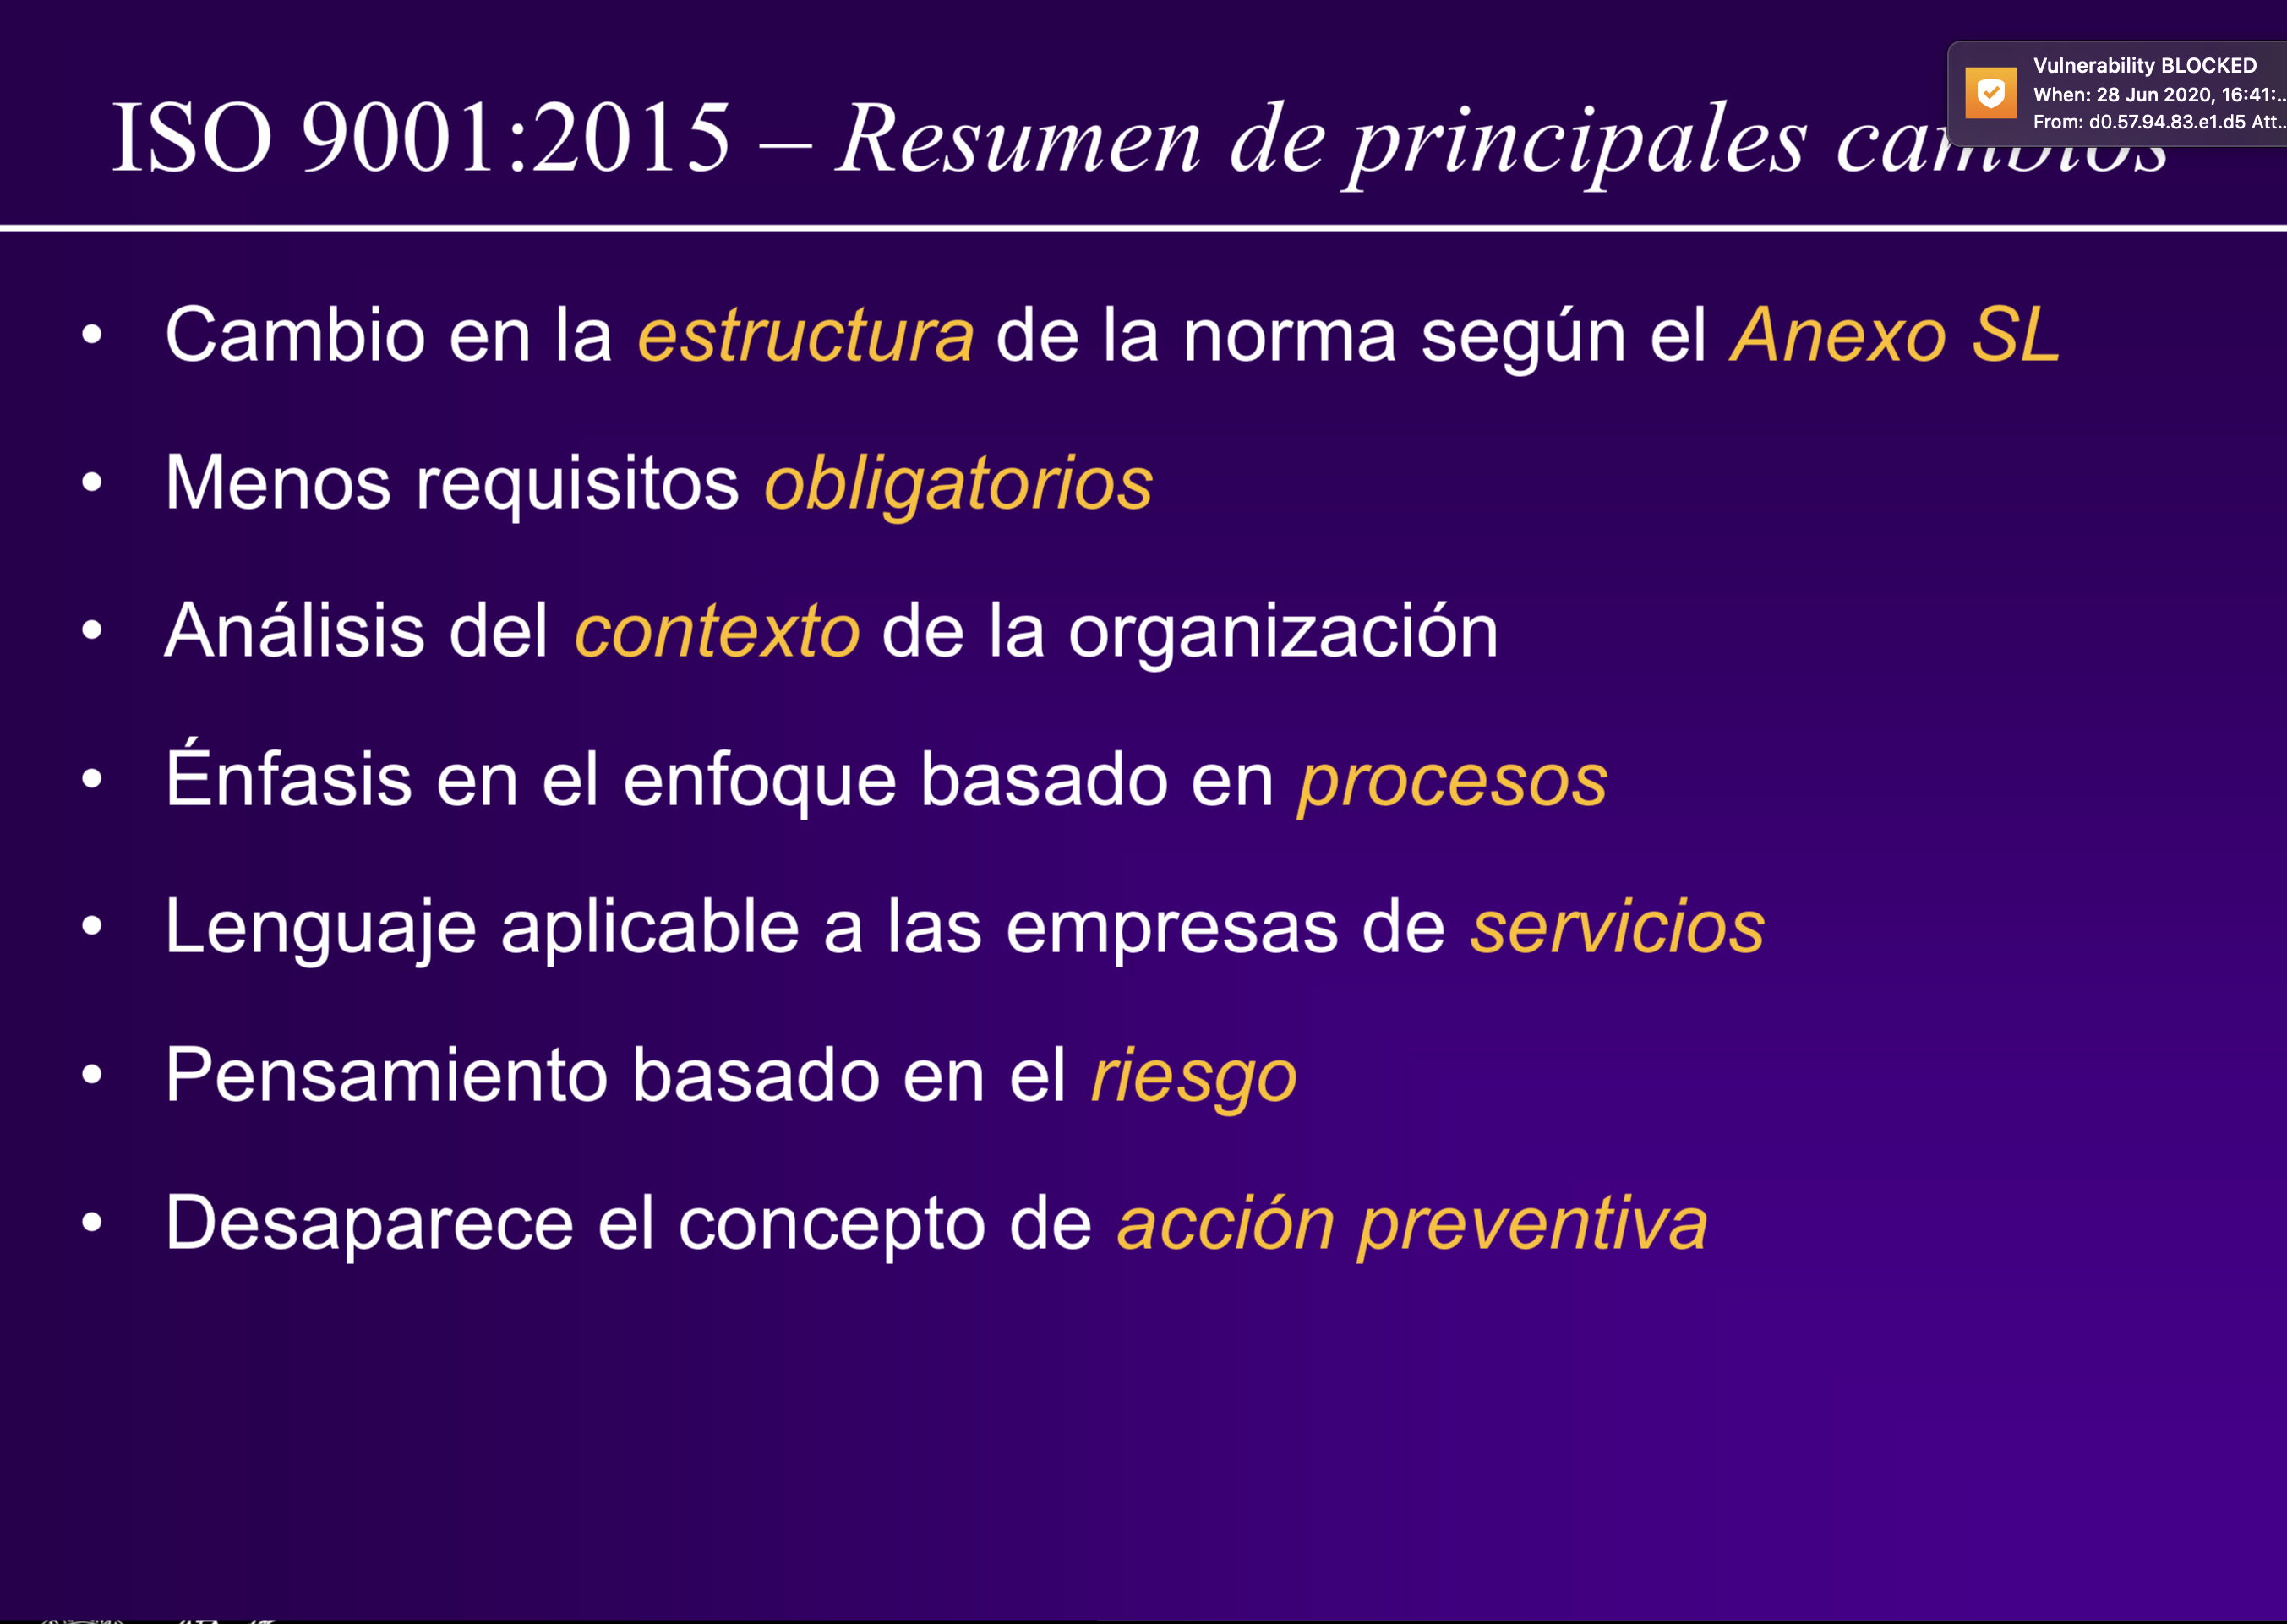 ISO 9001:2015 – Resumen de principales cambios
Vulnerability BLOCKED
When: 28 Jun 2020, 16:41:...
From: d0.57.94.83.e1.d5 Att...
• Cambio en la estructura de la norma según el Anexo SL
• Menos requisitos obligatorios
• Análisis del contexto de la organización
• Énfasis en el enfoque basado en procesos
• Lenguaje aplicable a las empresas de servicios
• Pensamiento basado en el riesgo
• Desaparece el concepto de acción preventiva